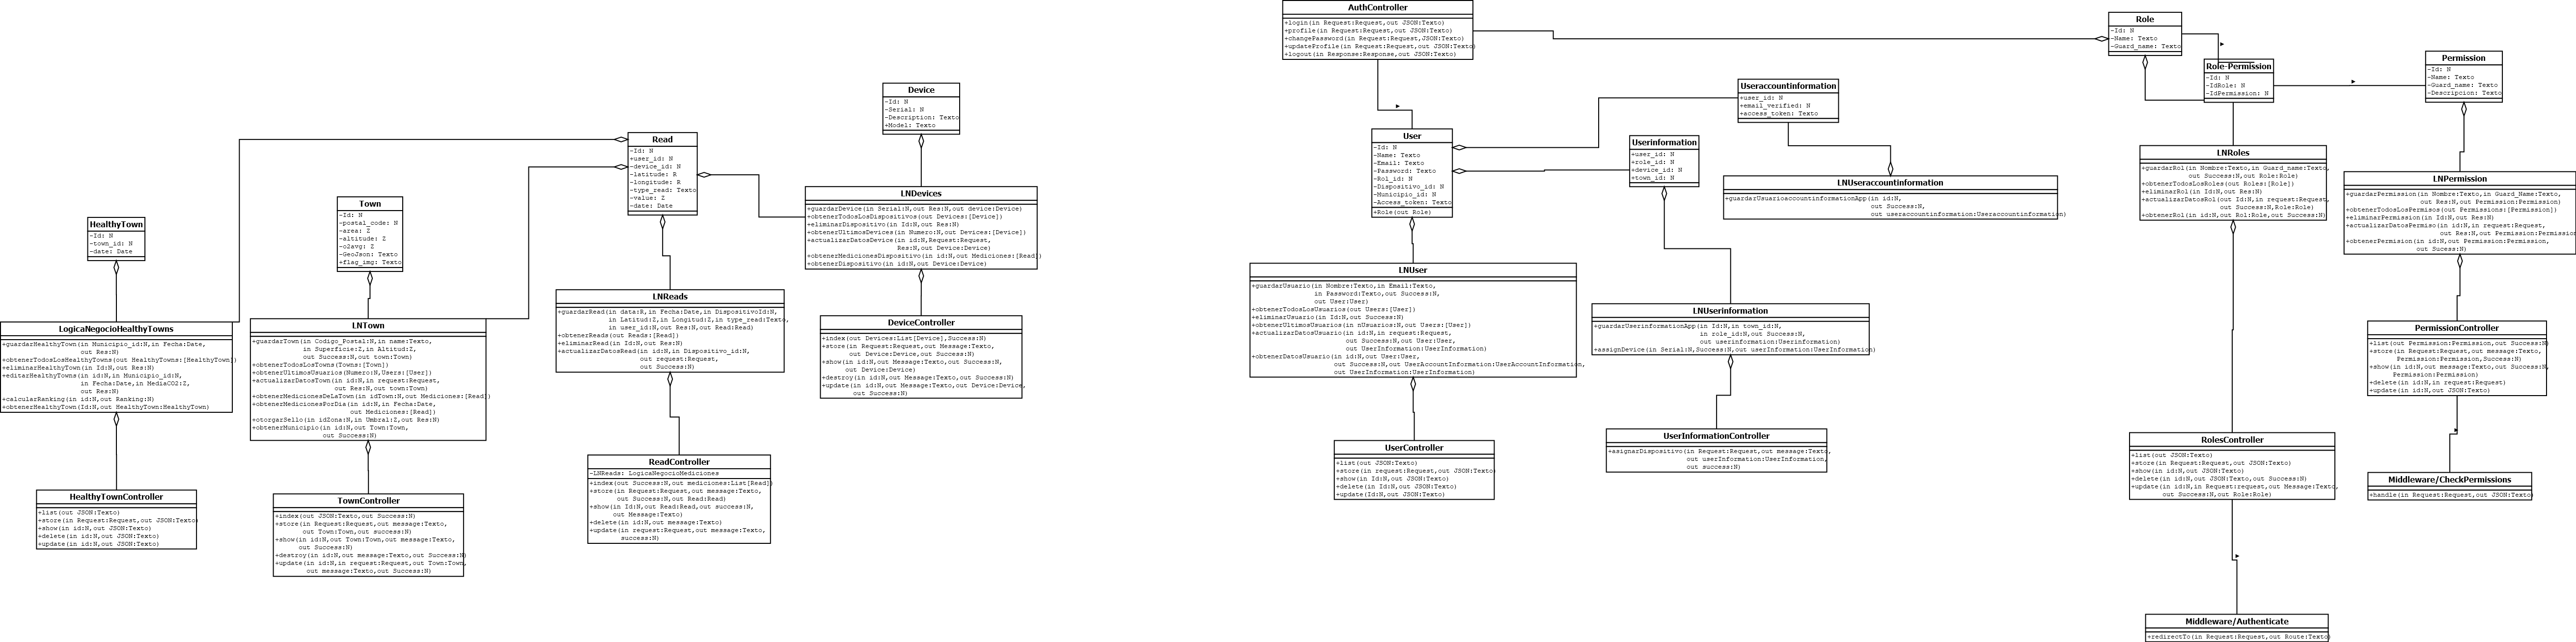 HealthyTown
-Id: N
-town_id: N
-date: Date
LogicaNegocioHealthyTowns
+guardarHealthyTown(in Municipio_id:N,in Fecha:Date,
out Res:N)
+obtenerTodosLosHealthyTowns(out HealthyTowns:[HealthyTown])
+eliminarHealthyTown(in Id:N,out Res:N)
+editarHealthyTowns(in id:N,in Municipio_id:N,
in Fecha:Date,in MediaCO2:Z,
out Res:N)
+calcularRanking(in id:N,out Ranking:N)
+obtenerHealthyTown(Id:N,out HealthyTown:HealthyTown)
HealthyTownController
+list(out JSON:Texto)
+store(in Request:Request,out JSON:Texto)
+show(in id:N,out JSON:Texto)
+delete(in id:N,out JSON:Texto)
+update(in id:N,out JSON:Texto)
Town
-Id: N
-postal_code: N
-area: Z
-altitude: Z
-o2avg: Z
-GeoJson: Texto
+flag_img: Texto
LNTown
+guardarTown(in Codigo_Postal:N,in name:Texto,
in Superficie:Z,in Altitud:Z,
out Success:N,out town:Town)
+obtenerTodosLosTowns(Towns:[Town])
+obtenerUltimosUsuarios(Numero:N,Users:[User])
+actualizarDatosTown(in id:N,in request:Request,
out Res:N,out town:Town)
+obtenerMedicionesDeLaTown(in idTown:N,out Mediciones:[Read])
+obtenerMedicionesPorDia(in id:N,in Fecha:Date,
out Mediciones:[Read])
+otorgarSello(in idZona:N,in Umbral:Z,out Res:N)
+obtenerMunicipio(in id:N,out Town:Town,
out Success:N)
TownController
+index(out JSON:Texto,out Success:N)
+store(in Request:Request,out message:Texto,
out Town:Town,out success:N)
+show(in id:N,out Town:Town,out message:Texto,
out Success:N)
+destroy(in id:N,out message:Texto,out Success:N)
+update(in id:N,in request:Request,out Town:Town,
out message:Texto,out Success:N)
Read
-Id: N
+user_id: N
-device_id: N
-latitude: R
-longitude: R
-type_read: Texto
-value: Z
-date: Date
LNReads
+guardarRead(in data:R,in Fecha:Date,in DispositivoId:N,
in Latitud:Z,in Longitud:Z,in type_read:Texto,
in user_id:N,out Res:N,out Read:Read)
+obtenerReads(out Reads:[Read])
+eliminarRead(in Id:N,out Res:N)
+actualizarDatosRead(in id:N,in Dispositivo_id:N,
out request:Request,
out Success:N)
ReadController
-LNReads: LogicaNegocioMediciones
+index(out Success:N,out mediciones:List[Read])
+store(in Request:Request,out message:Texto,
out Success:N,out Read:Read)
+show(in Id:N,out Read:Read,out success:N,
out Message:Texto)
+delete(in id:N,out message:Texto)
+update(in request:Request,out message:Texto,
success:N)
Device
-Id: N
-Serial: N
-Description: Texto
+Model: Texto
LNDevices
+guardarDevice(in Serial:N,out Res:N,out device:Device)
+obtenerTodosLosDispositivos(out Devices:[Device])
+eliminarDispositivo(in Id:N,out Res:N)
+obtenerUltimosDevices(in Numero:N,out Devices:[Device])
+actualizarDatosDevice(in id:N,Request:Request,
Res:N,out Device:Device)
+obtenerMedicionesDispositivo(in id:N,out Mediciones:[Read])
+obtenerDispositivo(in id:N,out Device:Device)
DeviceController
+index(out Devices:List[Device],Success:N)
+store(in Request:Request,out Message:Texto,
out Device:Device,out Success:N)
+show(in id:N,out Message:Texto,out Success:N,
out Device:Device)
+destroy(in id:N,out Message:Texto,out Success:N)
+update(in id:N,out Message:Texto,out Device:Device,
out Success:N)
AuthController
+login(in Request:Request,out JSON:Texto)
+profile(in Request:Request,out JSON:Texto)
+changePassword(in Request:Request,JSON:Texto)
+updateProfile(in Request:Request,out JSON:Texto)
+logout(in Response:Response,out JSON:Texto)
User
-Id: N
-Name: Texto
-Email: Texto
-Password: Texto
-Rol_id: N
-Dispositivo_id: N
-Municipio_id: N
-Access_token: Texto
+Role(out Role)
LNUser
+guardarUsuario(in Nombre:Texto,in Email:Texto,
in Password:Texto,out Success:N,
out User:User)
+obtenerTodosLosUsuarios(out Users:[User])
+eliminarUsuario(in Id:N,out Success:N)
+obtenerUltimosUsuarios(in nUsuarios:N,out Users:[User])
+actualizarDatosUsuario(in id:N,in request:Request,
out Success:N,out User:User,
out UserInformation:UserInformation)
+obtenerDatosUsuario(in id:N,out User:User,
out Success:N,out UserAccountInformation:UserAccountInformation,
out UserInformation:UserInformation)
UserController
+list(out JSON:Texto)
+store(in request:Request,out JSON:Texto)
+show(in Id:N,out JSON:Texto)
+delete(in Id:N,out JSON:Texto)
+update(Id:N,out JSON:Texto)
Useraccountinformation
+user_id: N
+email_verified: N
+access_token: Texto
Userinformation
+user_id: N
+role_id: N
+device_id: N
+town_id: N
LNUseraccountinformation
+guardarUsuarioaccountinformationApp(in id:N,
out Success:N,
out useraccountinformation:Useraccountinformation)
LNUserinformation
+guardarUserinformationApp(in Id:N,in town_id:N,
in role_id:N,out Success:N,
out userinformation:Userinformation)
+assignDevice(in Serial:N,Success:N,out userInformation:UserInformation)
UserInformationController
+asignarDispositivo(in Request:Request,out message:Texto,
out userInformation:UserInformation,
out success:N)
Role
-Id: N
-Name: Texto
-Guard_name: Texto
Role-Permission
-Id: N
-IdRole: N
-IdPermission: N
Permission
-Id: N
-Name: Texto
-Guard_name: Texto
-Descripcion: Texto
LNRoles
+guardarRol(in Nombre:Texto,in Guard_name:Texto,
out Success:N,out Role:Role)
+obtenerTodosLosRoles(out Roles:[Role])
+eliminarRol(in Id:N,out Res:N)
+actualizarDatosRol(out Id:N,in request:Request,
out Success:N,Role:Role)
+obtenerRol(in id:N,out Rol:Role,out Success:N)
LNPermission
+guardarPermission(in Nombre:Texto,in Guard_Name:Texto,
out Res:N,out Permission:Permission)
+obtenerTodosLosPermisos(out Permissions:[Permission])
+eliminarPermission(in Id:N,out Res:N)
+actualizarDatosPermiso(in id:N,in request:Request,
out Res:N,out Permission:Permission
+obtenerPermision(in id:N,out Permission:Permission,
out Sucess:N)
PermissionController
+list(out Permission:Permission,out Success:N)
+store(in Request:Request,out message:Texto,
Permission:Permission,Success:N)
+show(in id:N,out message:Texto,out Success:N,
Permission:Permission)
+delete(in id:N,in request:Request)
+update(in id:N,out JSON:Texto)
RolesController
+list(out JSON:Texto)
+store(in Request:Request,out JSON:Texto)
+show(in id:N,out JSON:Texto)
+delete(in id:N,out JSON:Texto,out Success:N)
+update(in id:N,in Request:request,out Message:Texto,
out Success:N,out Role:Role)
Middleware/CheckPermissions
+handle(in Request:Request,out JSON:Texto)
Middleware/Authenticate
+redirectTo(in Request:Request,out Route:Texto)